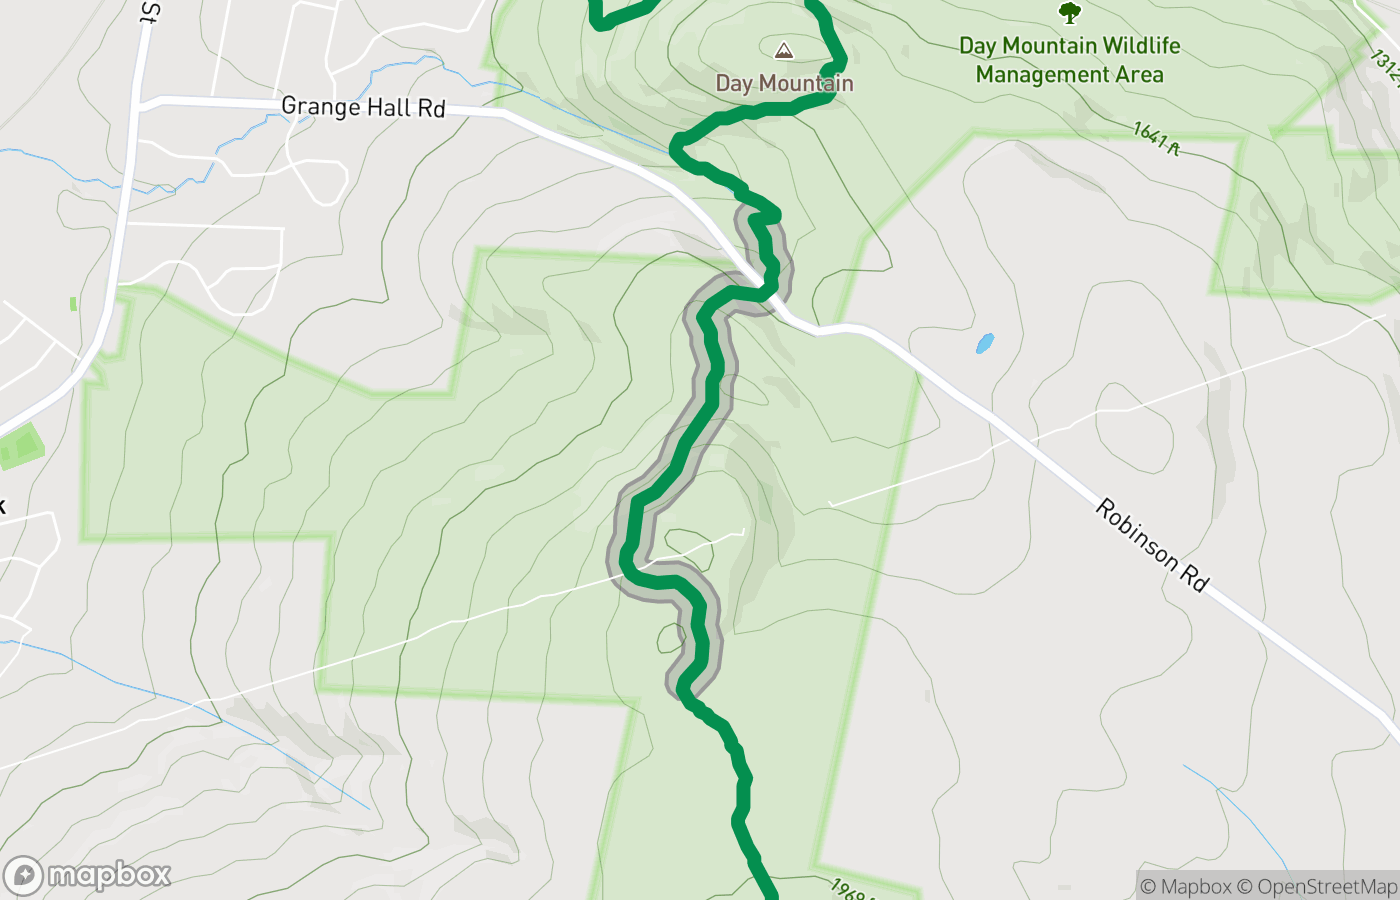 St
Day Mountain Wildlife
Management Area
Day Mountain
Grange Hall Rd
1641 ft
Robinson Rd
k
mapbox
© Mapbox © OpenStreetMap